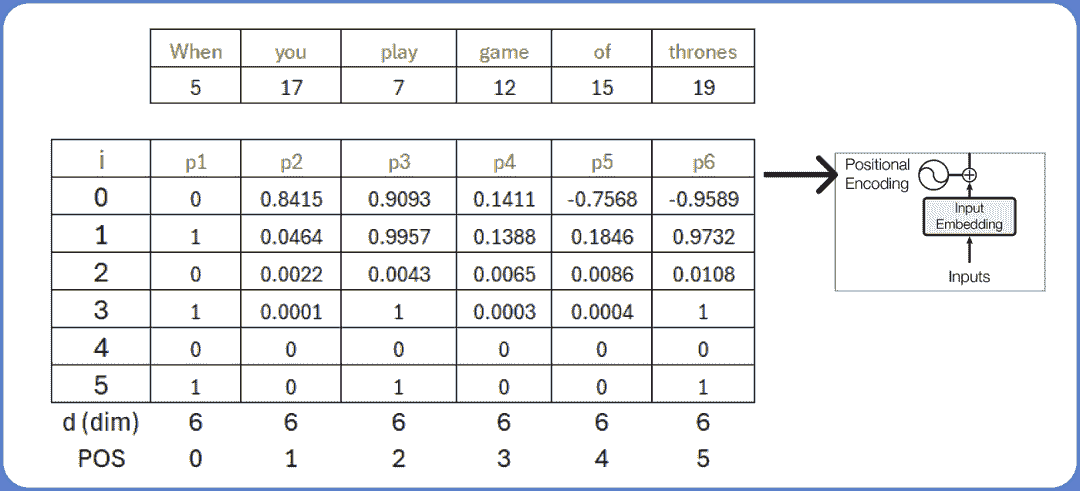 When you play game of thrones
5 17 7 12 15 19
i p1 p2 p3 p4 p5 p6
0 0 0.8415 0.9093 0.1411 -0.7568 -0.9589
1 1 0.0464 0.9957 0.1388 0.1846 0.9732
2 0 0.0022 0.0043 0.0065 0.0086 0.0108
3 1 0.0001 1 0.0003 0.0004 1
4 0 0 0 0 0 0
5 1 0 1 0 0 1
d (dim) 6 6 6 6 6 6
POS 0 1 2 3 4 5
Positional
Encoding
Input
Embedding
Inputs